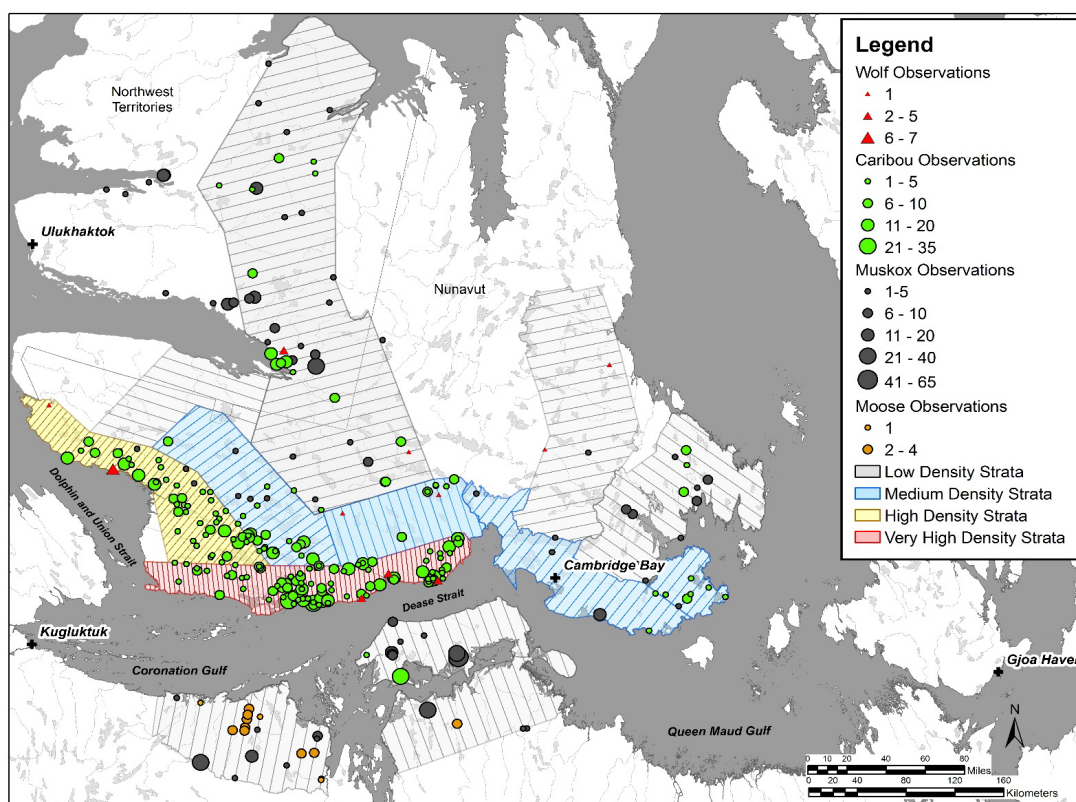 Northwest
Territories
Ulukhaktok
Nunavut
Dolphin and Union Strait
Cambridge Bay
Dease Strait
Kugluktuk
Coronation Gulf
Gjoa Haven
Queen Maud Gulf
N
Legend
Wolf Observations
1
2 - 5
6 - 7
Caribou Observations
1 - 5
6 - 10
11 - 20
21 - 35
Muskox Observations
1-5
6 - 10
11 - 20
21 - 40
41 - 65
Moose Observations
1
2 - 4
Low Density Strata
Medium Density Strata
High Density Strata
Very High Density Strata
0 10 20 40 60 80
Miles
0 20 40 80 120 160
Kilometers